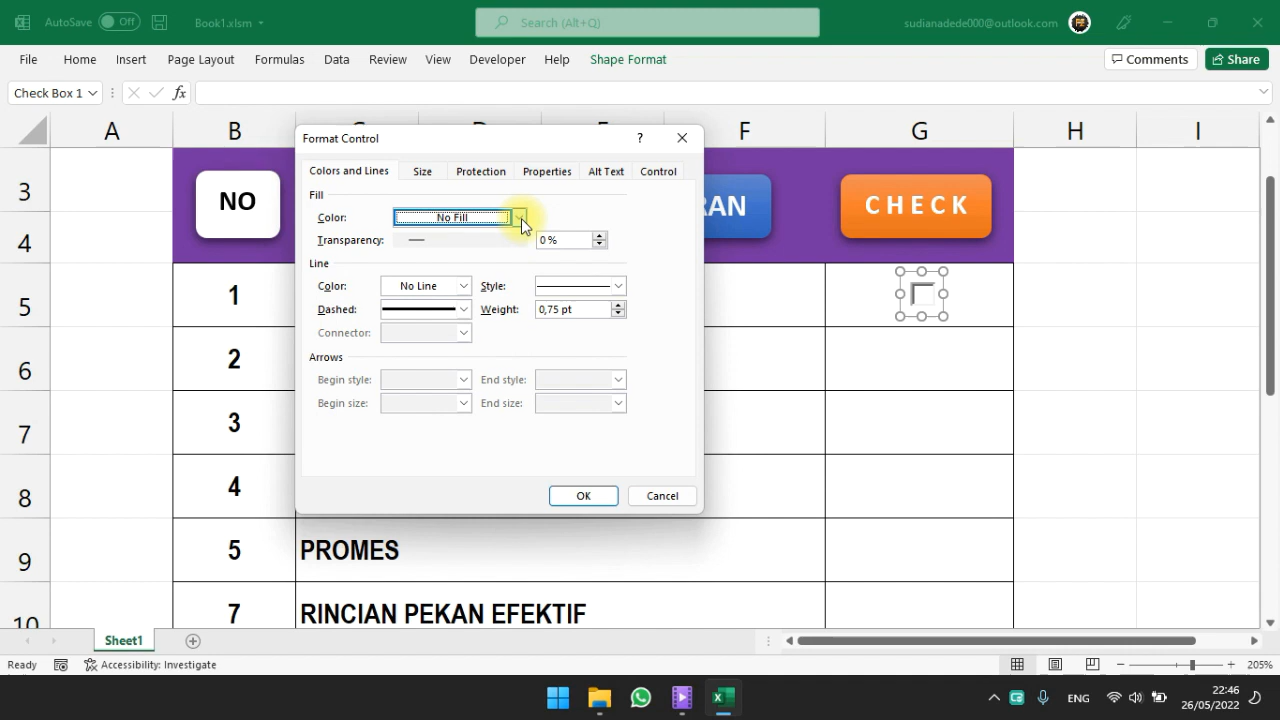 AutoSave Off Book1.xlsm Search (Alt+Q) sudianadede000@outlook.com
File Home Insert Page Layout Formulas Data Review View Developer Help Shape Format Comments Share
Check Box 1 fx
A B F G H I
Format Control ?
Colors and Lines Size Protection Properties Alt Text Control
Fill
Color: No Fill
Transparency: 0 %
Line
Color: No Line Style:
Dashed: Weight: 0,75 pt
Connector:
Arrows
Begin style: End style:
Begin size: End size:
OK Cancel
3 NO CHECK
4
5 1
6 2
7 3
8 4
9 5 PROMES
10 7 RINCIAN PEKAN EFEKTIF
Sheet1
Ready Accessibility: Investigate 205%
ENG 22:46
26/05/2022